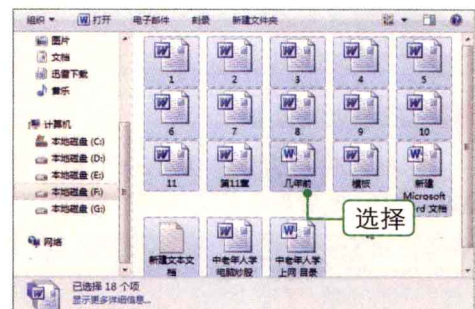 组织 打开 电子邮件 刻录 新建文件夹
图片
文档
迅雷下载
音乐
计算机
本地磁盘 (C:)
本地磁盘 (D:)
本地磁盘 (E:)
本地磁盘 (F:)
本地磁盘 (G:)
网络
1 2 3 4 5
6 7 8 9 10
11 第11章 几年前 模板 新建
Microsoft
rd 文档
选择
新建文本文 中老年人学 中老年人学
档 电脑炒股 上网 目录
已选择 18 个项
显示更多详细信息...